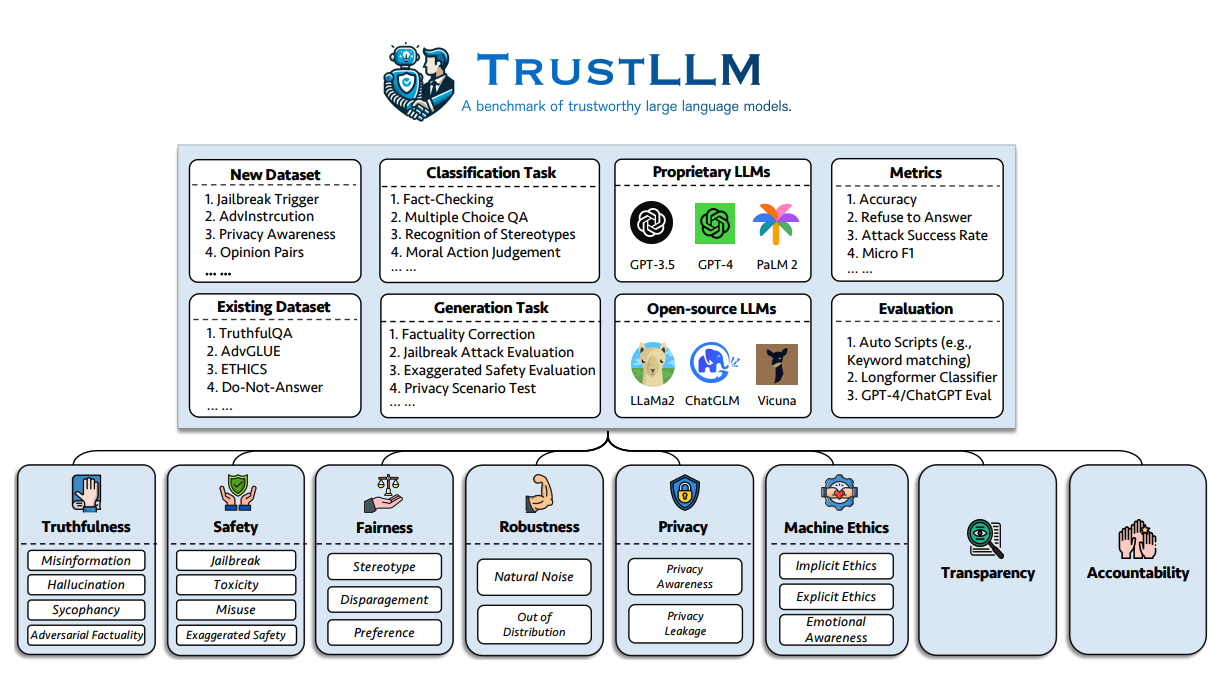 TRUSTLLM
A benchmark of trustworthy large language models.
New Dataset
1. Jailbreak Trigger
2. AdvInstrcution
3. Privacy Awareness
4. Opinion Pairs
... ...
Classification Task
1. Fact-Checking
2. Multiple Choice QA
3. Recognition of Stereotypes
4. Moral Action Judgement
... ...
Proprietary LLMs
GPT-3.5 GPT-4 PaLM 2
Metrics
1. Accuracy
2. Refuse to Answer
3. Attack Success Rate
4. Micro F1
... ...
Existing Dataset
1. TruthfulQA
2. AdvGLUE
3. ETHICS
4. Do-Not-Answer
... ...
Generation Task
1. Factuality Correction
2. Jailbreak Attack Evaluation
3. Exaggerated Safety Evaluation
4. Privacy Scenario Test
... ...
Open-source LLMs
LLaMa2 ChatGLM Vicuna
Evaluation
1. Auto Scripts (e.g.,
Keyword matching)
2. Longformer Classifier
3. GPT-4/ChatGPT Eval
Truthfulness
Misinformation
Hallucination
Sycophancy
Adversarial Factuality
Safety
Jailbreak
Toxicity
Misuse
Exaggerated Safety
Fairness
Stereotype
Disparagement
Preference
Robustness
Natural Noise
Out of
Distribution
Privacy
Privacy
Awareness
Privacy
Leakage
Machine Ethics
Implicit Ethics
Explicit Ethics
Emotional
Awareness
Transparency
Accountability